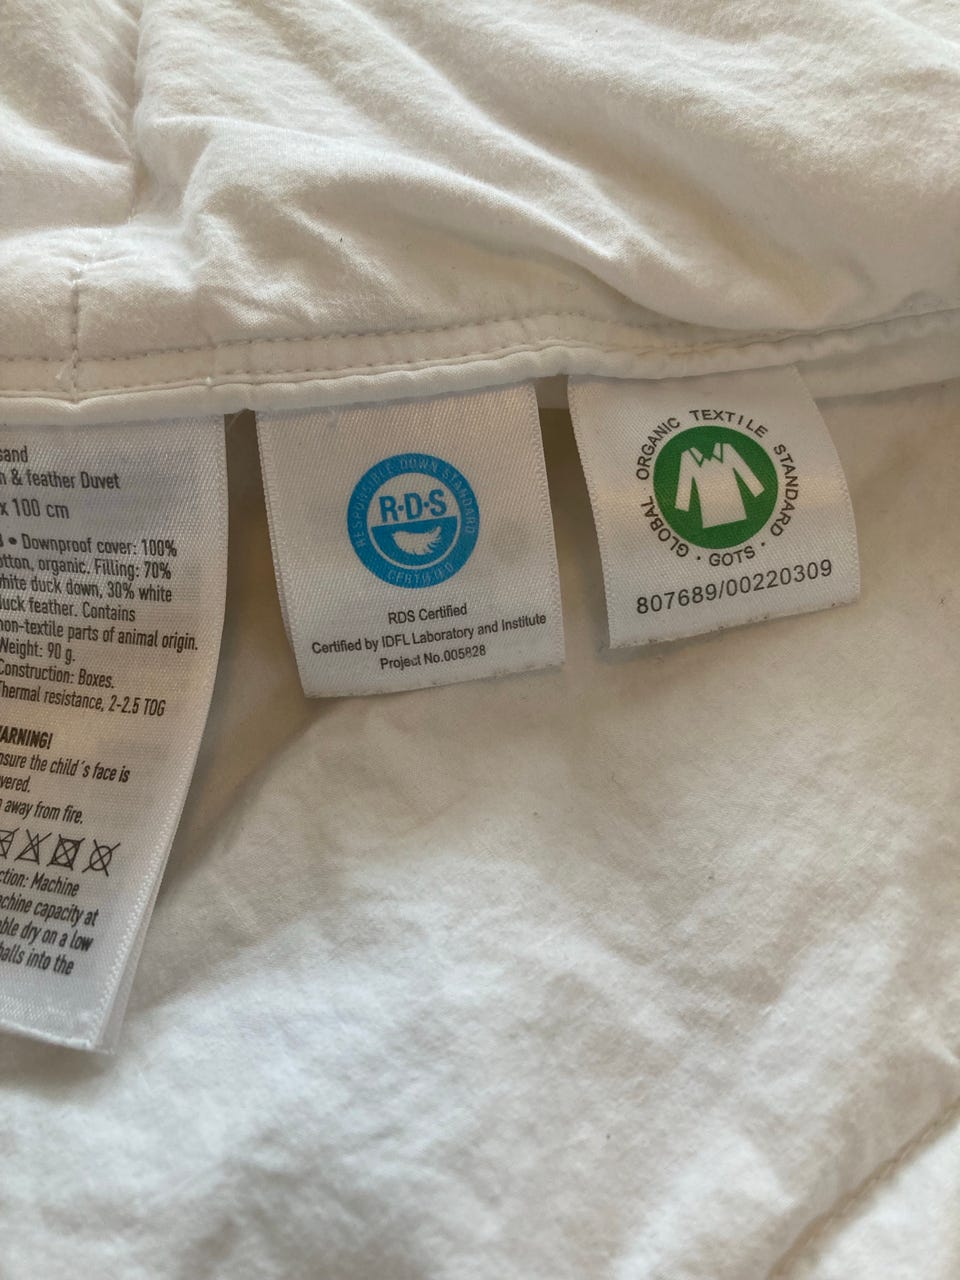 sand
& feather Duvet
x 100 cm
• Downproof cover: 100%
otton, organic. Filling: 70%
white duck down, 30% white
duck feather. Contains
non-textile parts of animal origin.
Weight: 90 g.
Construction: Boxes.
Thermal resistance, 2-2.5 TOG
WARNING!
nsure the child´s face is
vered.
away from fire.
ction: Machine
achine capacity at
ble dry on a low
balls into the
RESPONSIBLE DOWN STANDARD
R·D·S
CERTIFIED
RDS Certified
Certified by IDFL Laboratory and Institute
Project No.005828
GLOBAL ORGANIC TEXTILE STANDARD
· GOTS ·
807689/00220309